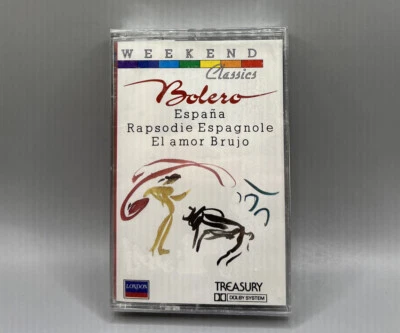 WEEKEND
Classics
Bolero
España
Rapsodie Espagnole
El amor Brujo
LONDON
TREASURY
DOLBY SYSTEM